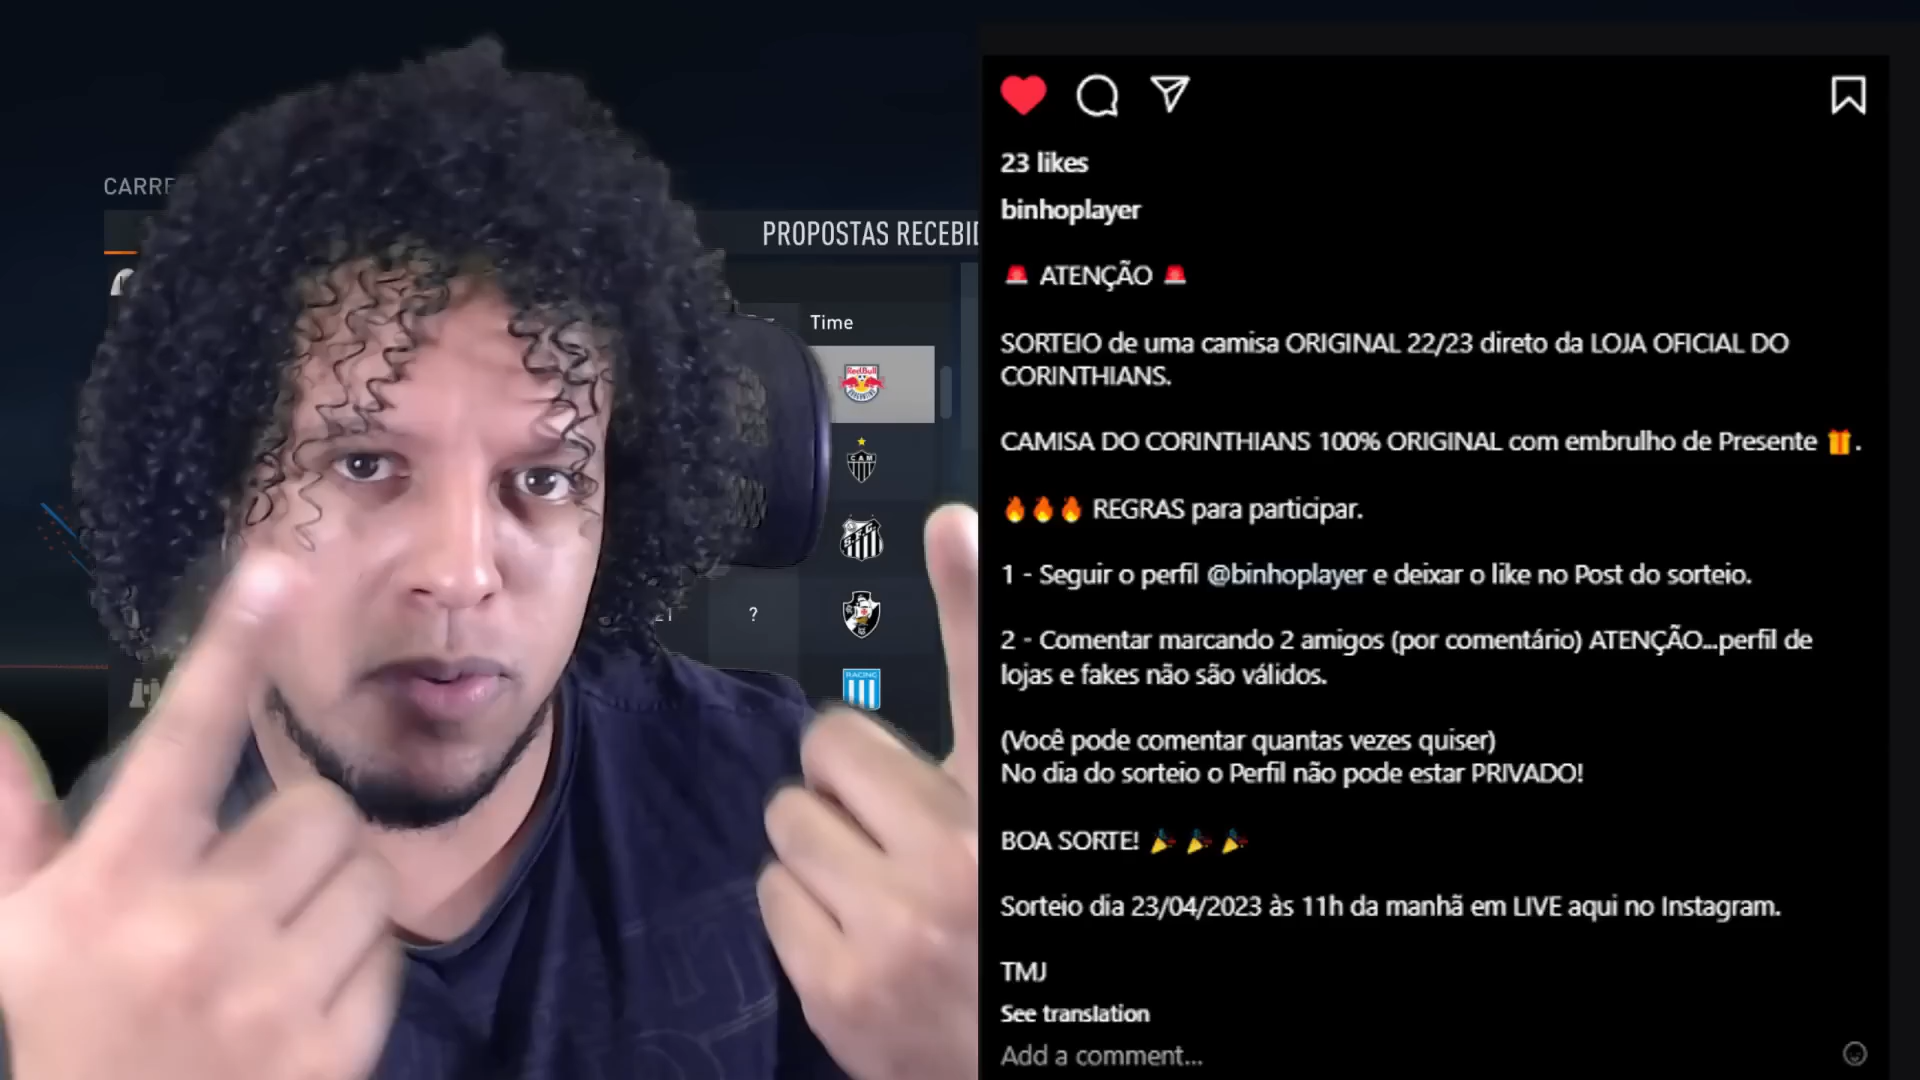 CARRE
PROPOSTAS RECEBID
Time
RedBull
CAM
?
RACING
23 likes
binhoplayer
🚨 ATENÇÃO 🚨
SORTEIO de uma camisa ORIGINAL 22/23 direto da LOJA OFICIAL DO
CORINTHIANS.
CAMISA DO CORINTHIANS 100% ORIGINAL com embrulho de Presente 🎁.
🔥🔥🔥 REGRAS para participar.
1 - Seguir o perfil @binhoplayer e deixar o like no Post do sorteio.
2 - Comentar marcando 2 amigos (por comentário) ATENÇÃO...perfil de
lojas e fakes não são válidos.
(Você pode comentar quantas vezes quiser)
No dia do sorteio o Perfil não pode estar PRIVADO!
BOA SORTE! 🎉 🎉 🎉
Sorteio dia 23/04/2023 às 11h da manhã em LIVE aqui no Instagram.
TMJ
See translation
Add a comment...